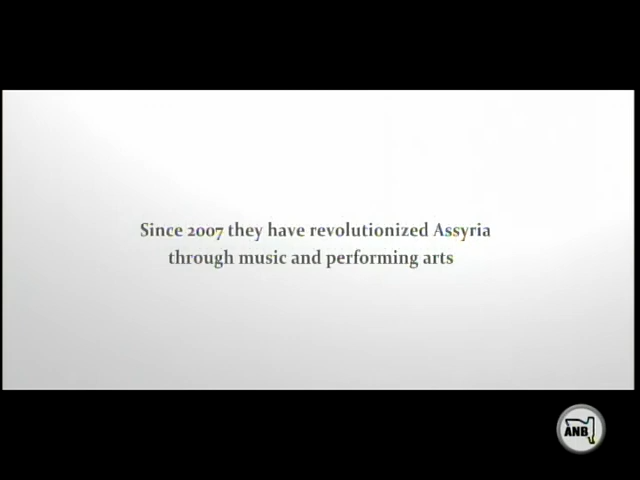 Since 2007 they have revolutionized Assyria
through music and performing arts
ANB